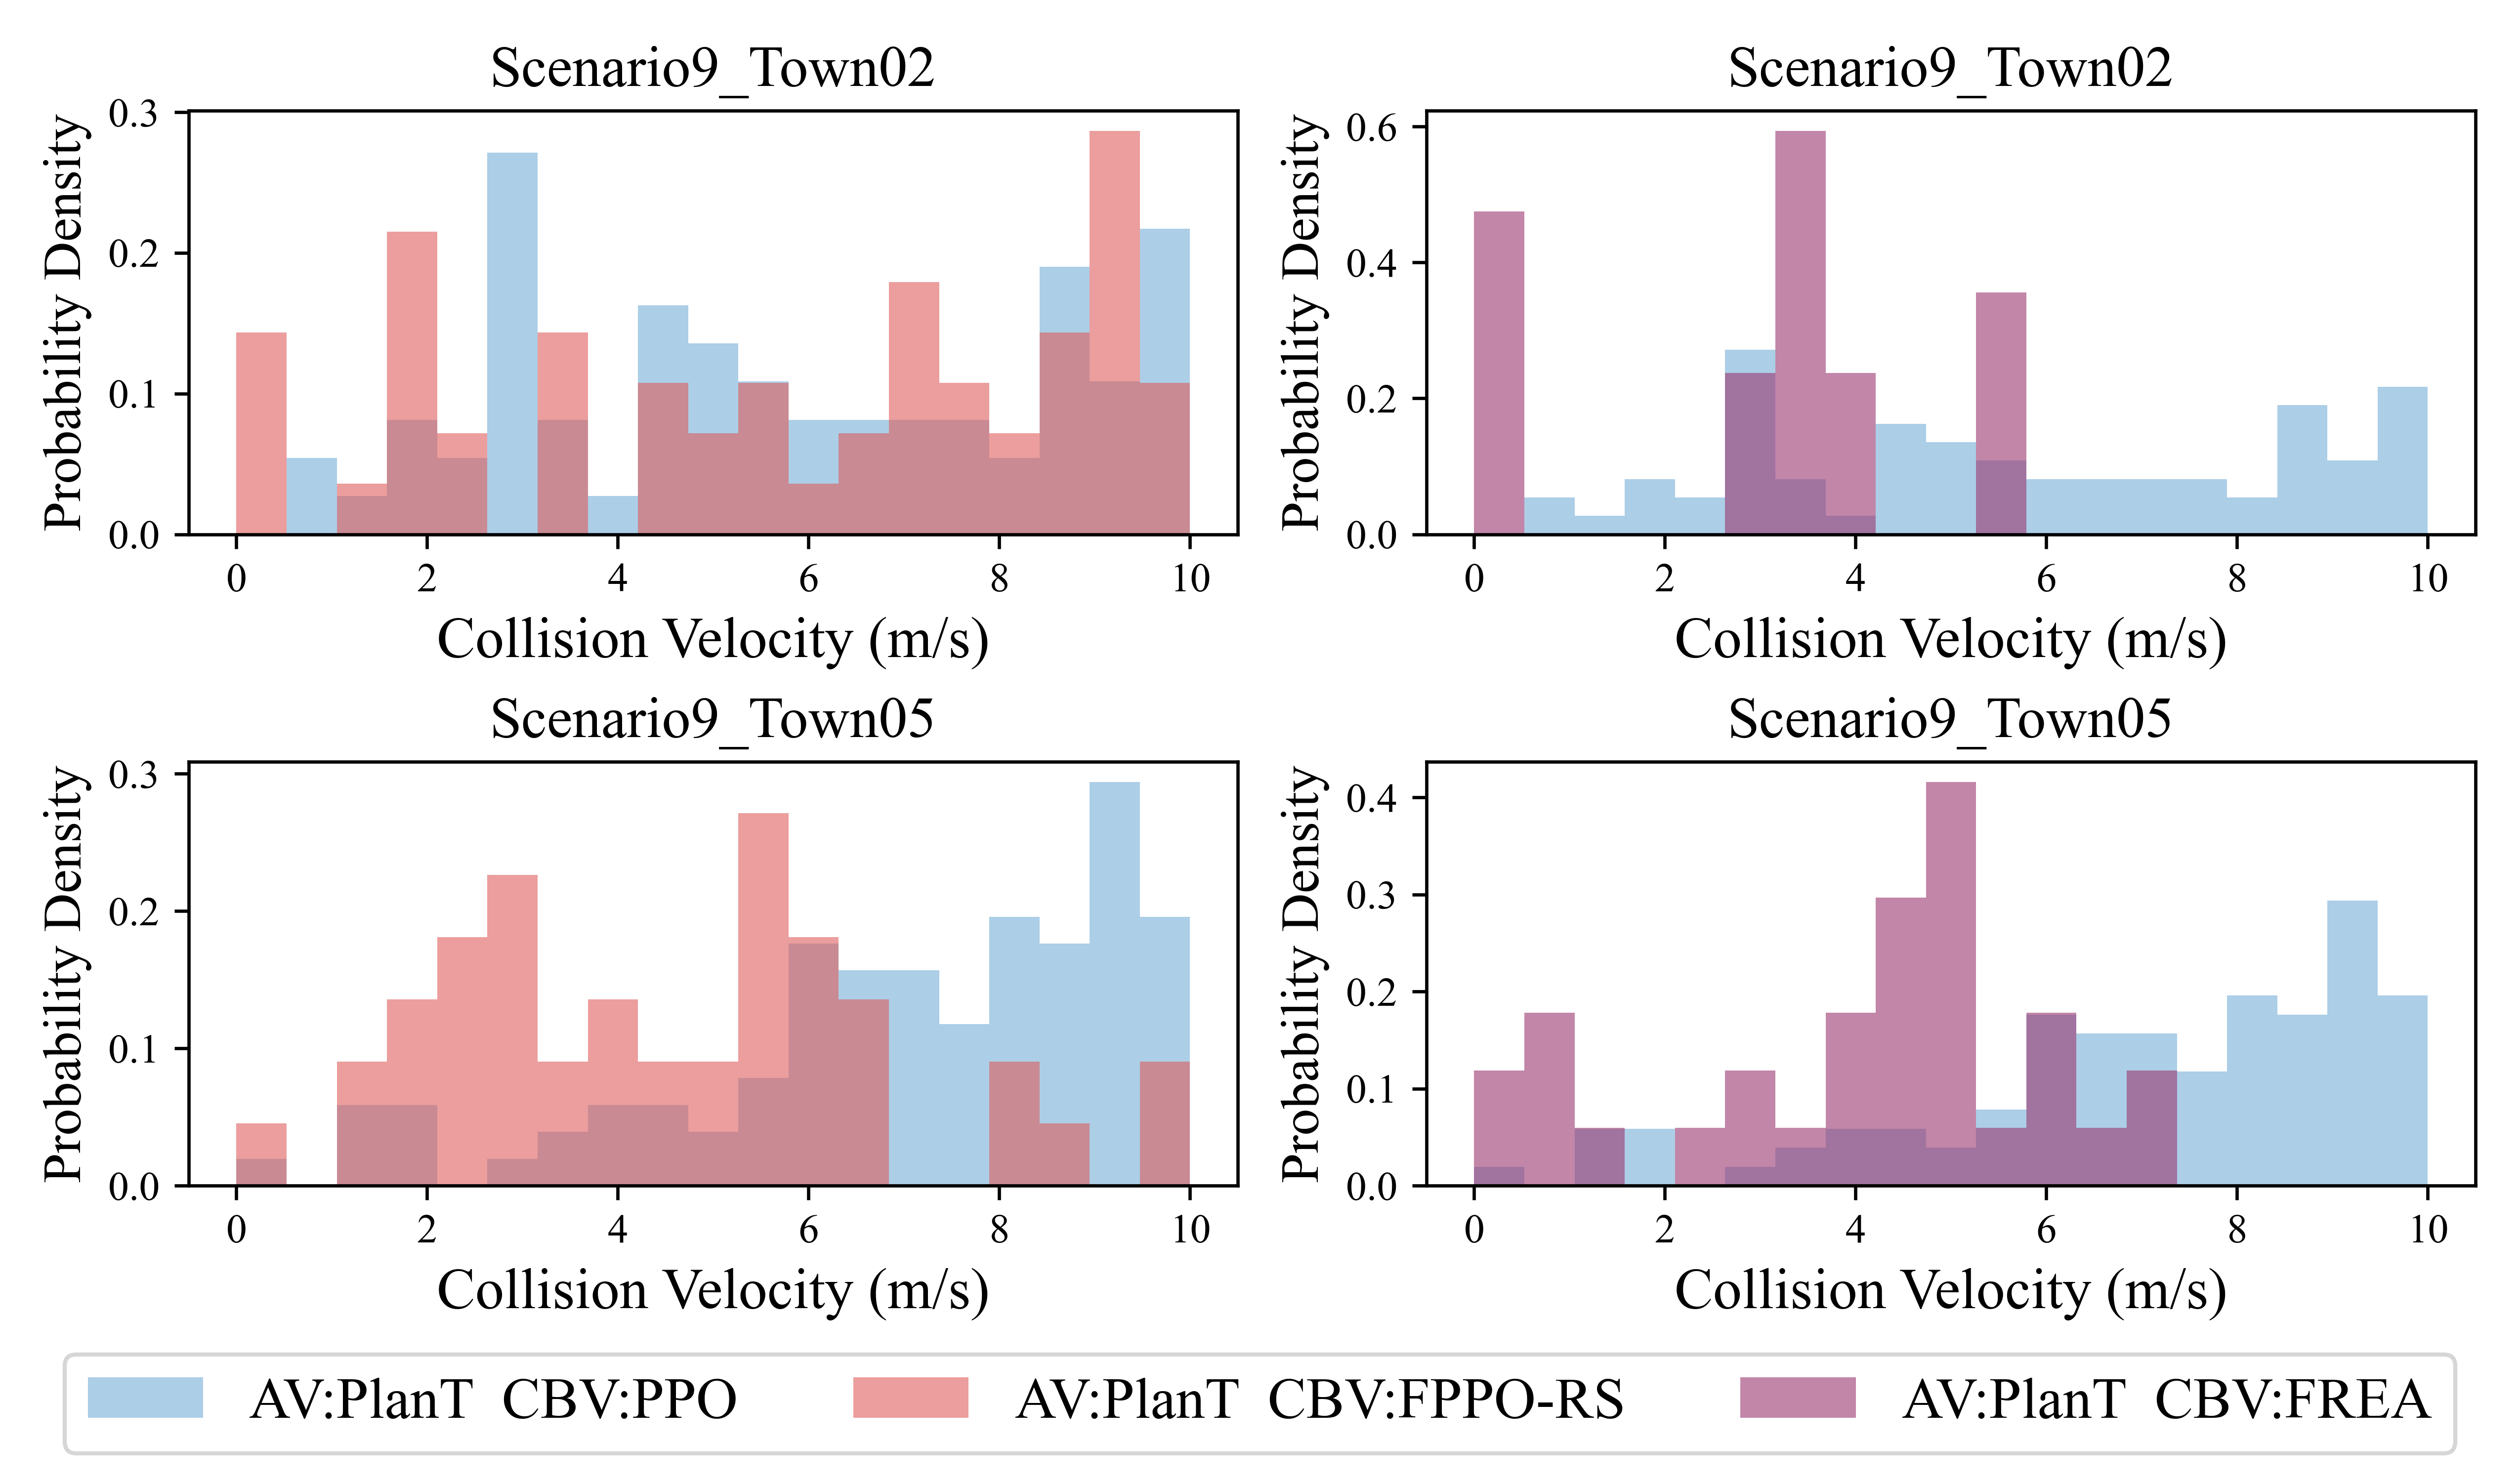 Scenario9_Town02
Probability Density
0.3
0.2
0.1
0.0
0 2 4 6 8 10
Collision Velocity (m/s)
Scenario9_Town02
Probability Density
0.6
0.4
0.2
0.0
0 2 4 6 8 10
Collision Velocity (m/s)
Scenario9_Town05
Probability Density
0.3
0.2
0.1
0.0
0 2 4 6 8 10
Collision Velocity (m/s)
Scenario9_Town05
Probability Density
0.4
0.3
0.2
0.1
0.0
0 2 4 6 8 10
Collision Velocity (m/s)
AV:PlanT CBV:PPO
AV:PlanT CBV:FPPO-RS
AV:PlanT CBV:FREA